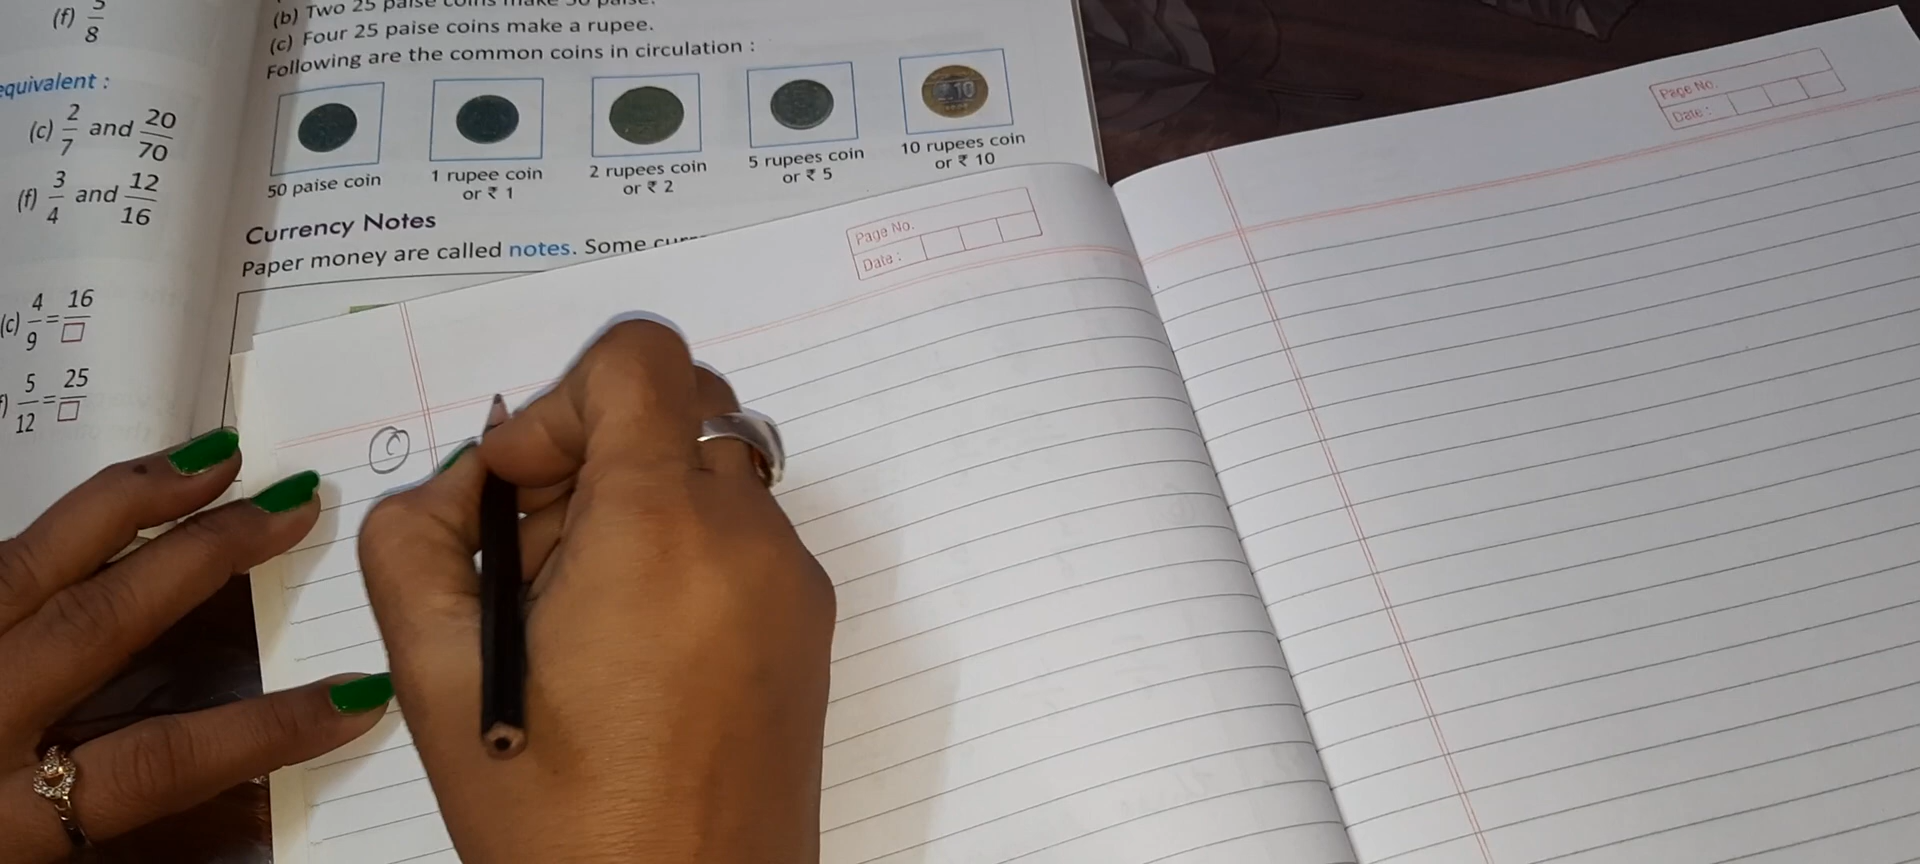 (f) 5/8
equivalent :
(c) 2/7 and 20/70
(f) 3/4 and 12/16
(c) 4/9 = 16/□
5/12 = 25/□
(b) Two 25 paise coins make 50 paise.
(c) Four 25 paise coins make a rupee.
Following are the common coins in circulation :
10
50 paise coin
1 rupee coin
or ₹ 1
2 rupees coin
or ₹ 2
5 rupees coin
or ₹ 5
10 rupees coin
or ₹ 10
Currency Notes
Paper money are called notes. Some
Page No.
Date :
C
Page No.
Date :